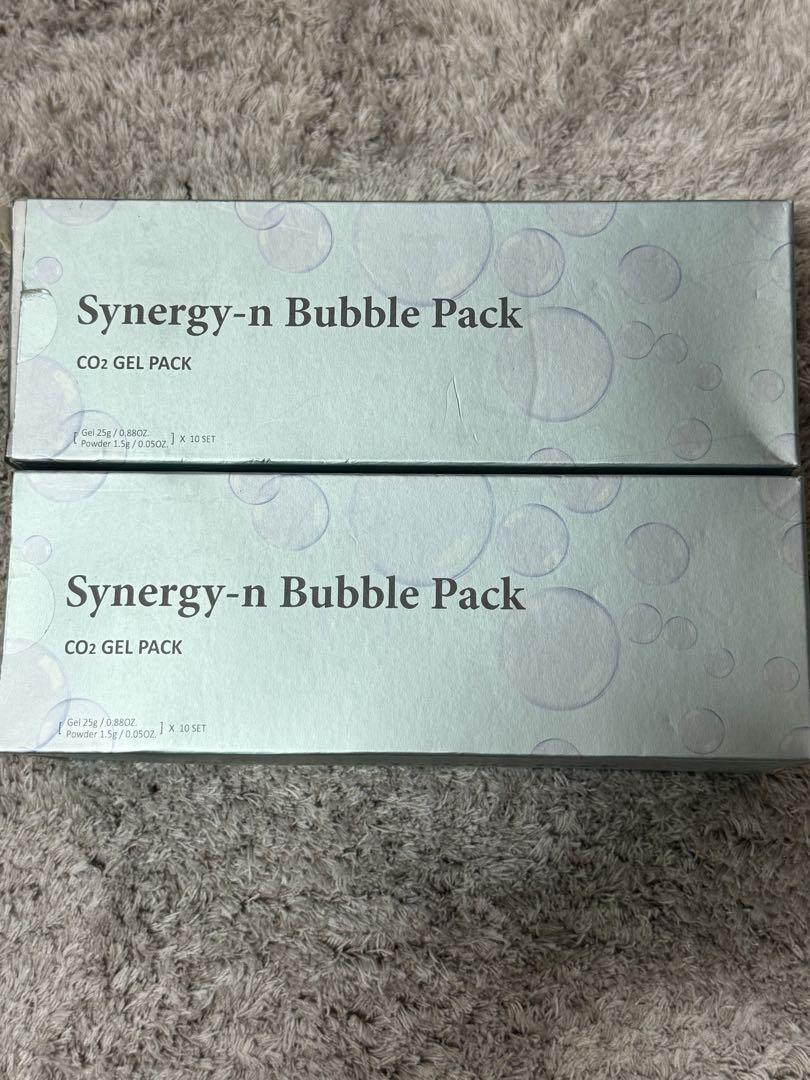 Synergy-n Bubble Pack
CO2 GEL PACK
[ Gel 25g / 0.88OZ.
Powder 1.5g / 0.05OZ. ] X 10 SET
Synergy-n Bubble Pack
CO2 GEL PACK
[ Gel 25g / 0.88OZ.
Powder 1.5g / 0.05OZ. ] X 10 SET